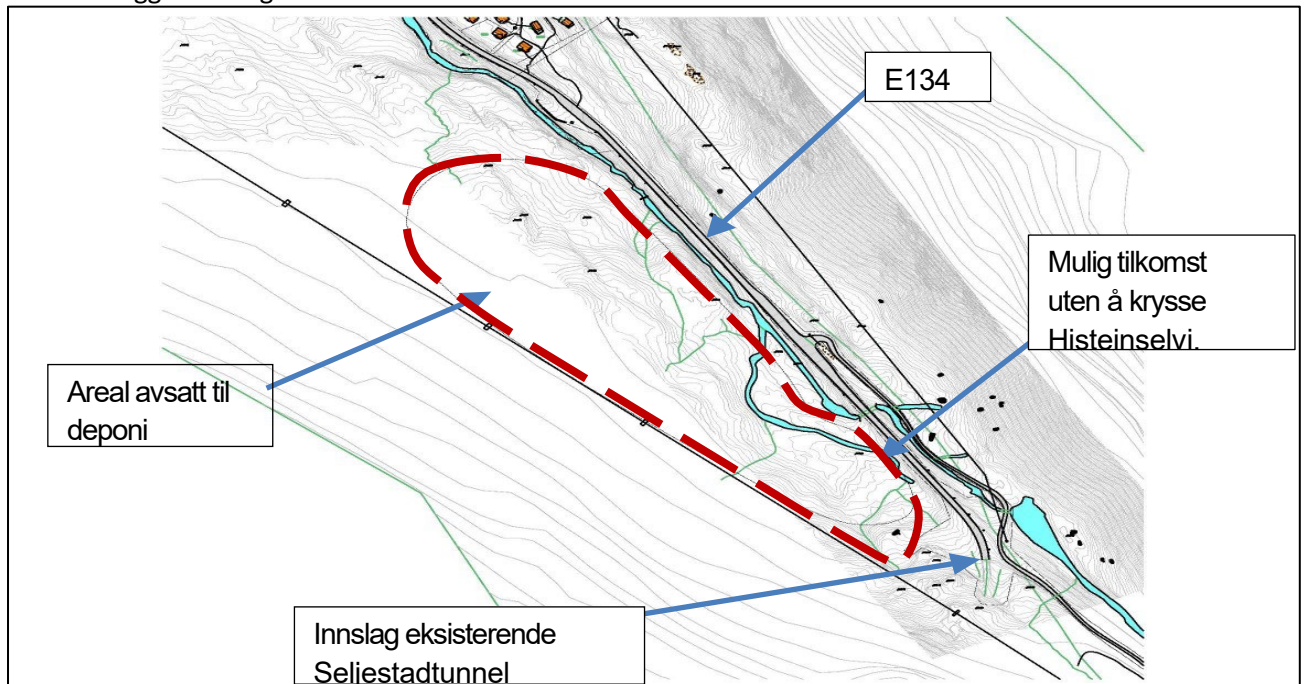 E134
Mulig tilkomst
uten å krysse
Histeinselvi.
Areal avsatt til
deponi
Innslag eksisterende
Seljestadtunnel